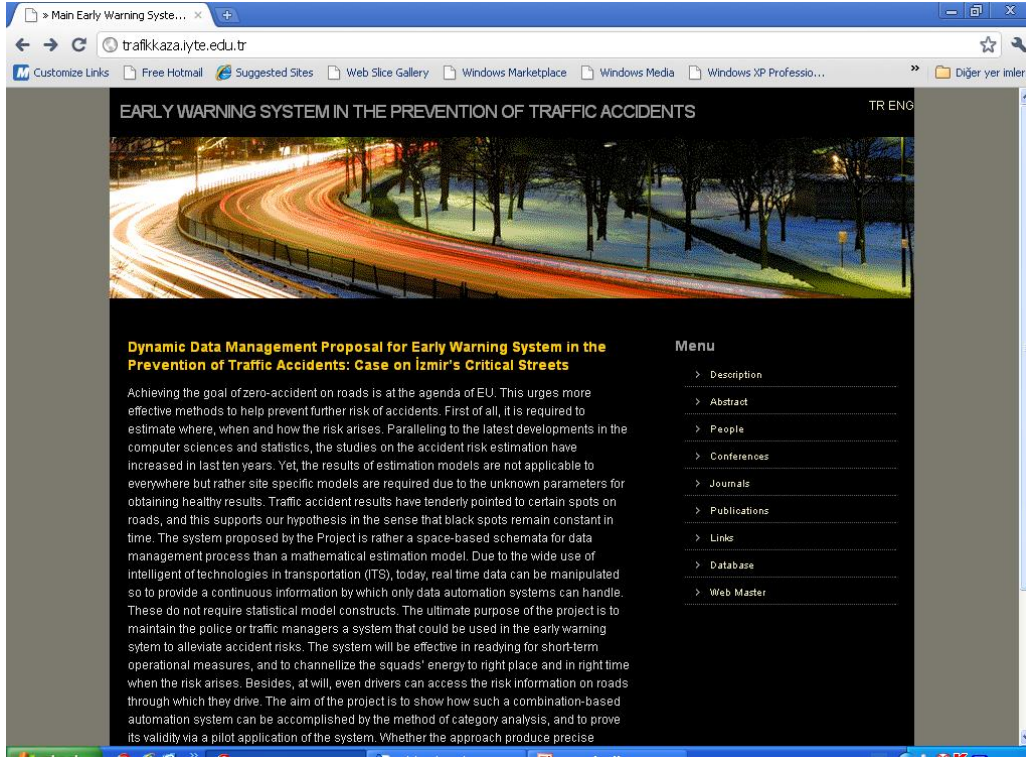 » Main Early Warning Syste...
trafikkaza.iyte.edu.tr
Customize Links Free Hotmail Suggested Sites Web Slice Gallery Windows Marketplace Windows Media Windows XP Professio... » Diğer yer imler
EARLY WARNING SYSTEM IN THE PREVENTION OF TRAFFIC ACCIDENTS
TR ENG
Dynamic Data Management Proposal for Early Warning System in the
Prevention of Traffic Accidents: Case on İzmir's Critical Streets
Achieving the goal of zero-accident on roads is at the agenda of EU. This urges more
effective methods to help prevent further risk of accidents. First of all, it is required to
estimate where, when and how the risk arises. Paralleling to the latest developments in the
computer sciences and statistics, the studies on the accident risk estimation have
increased in last ten years. Yet, the results of estimation models are not applicable to
everywhere but rather site specific models are required due to the unknown parameters for
obtaining healthy results. Traffic accident results have tenderly pointed to certain spots on
roads, and this supports our hypothesis in the sense that black spots remain constant in
time. The system proposed by the Project is rather a space-based schemata for data
management process than a mathematical estimation model. Due to the wide use of
intelligent of technologies in transportation (ITS), today, real time data can be manipulated
so to provide a continuous information by which only data automation systems can handle.
These do not require statistical model constructs. The ultimate purpose of the project is to
maintain the police or traffic managers a system that could be used in the early warning
sytem to alleviate accident risks. The system will be effective in readying for short-term
operational measures, and to channellize the squads' energy to right place and in right time
when the risk arises. Besides, at will, even drivers can access the risk information on roads
through which they drive. The aim of the project is to show how such a combination-based
automation system can be accomplished by the method of category analysis, and to prove
its validity via a pilot application of the system. Whether the approach produce precise
Menu
> Description
> Abstract
> People
> Conferences
> Journals
> Publications
> Links
> Database
> Web Master